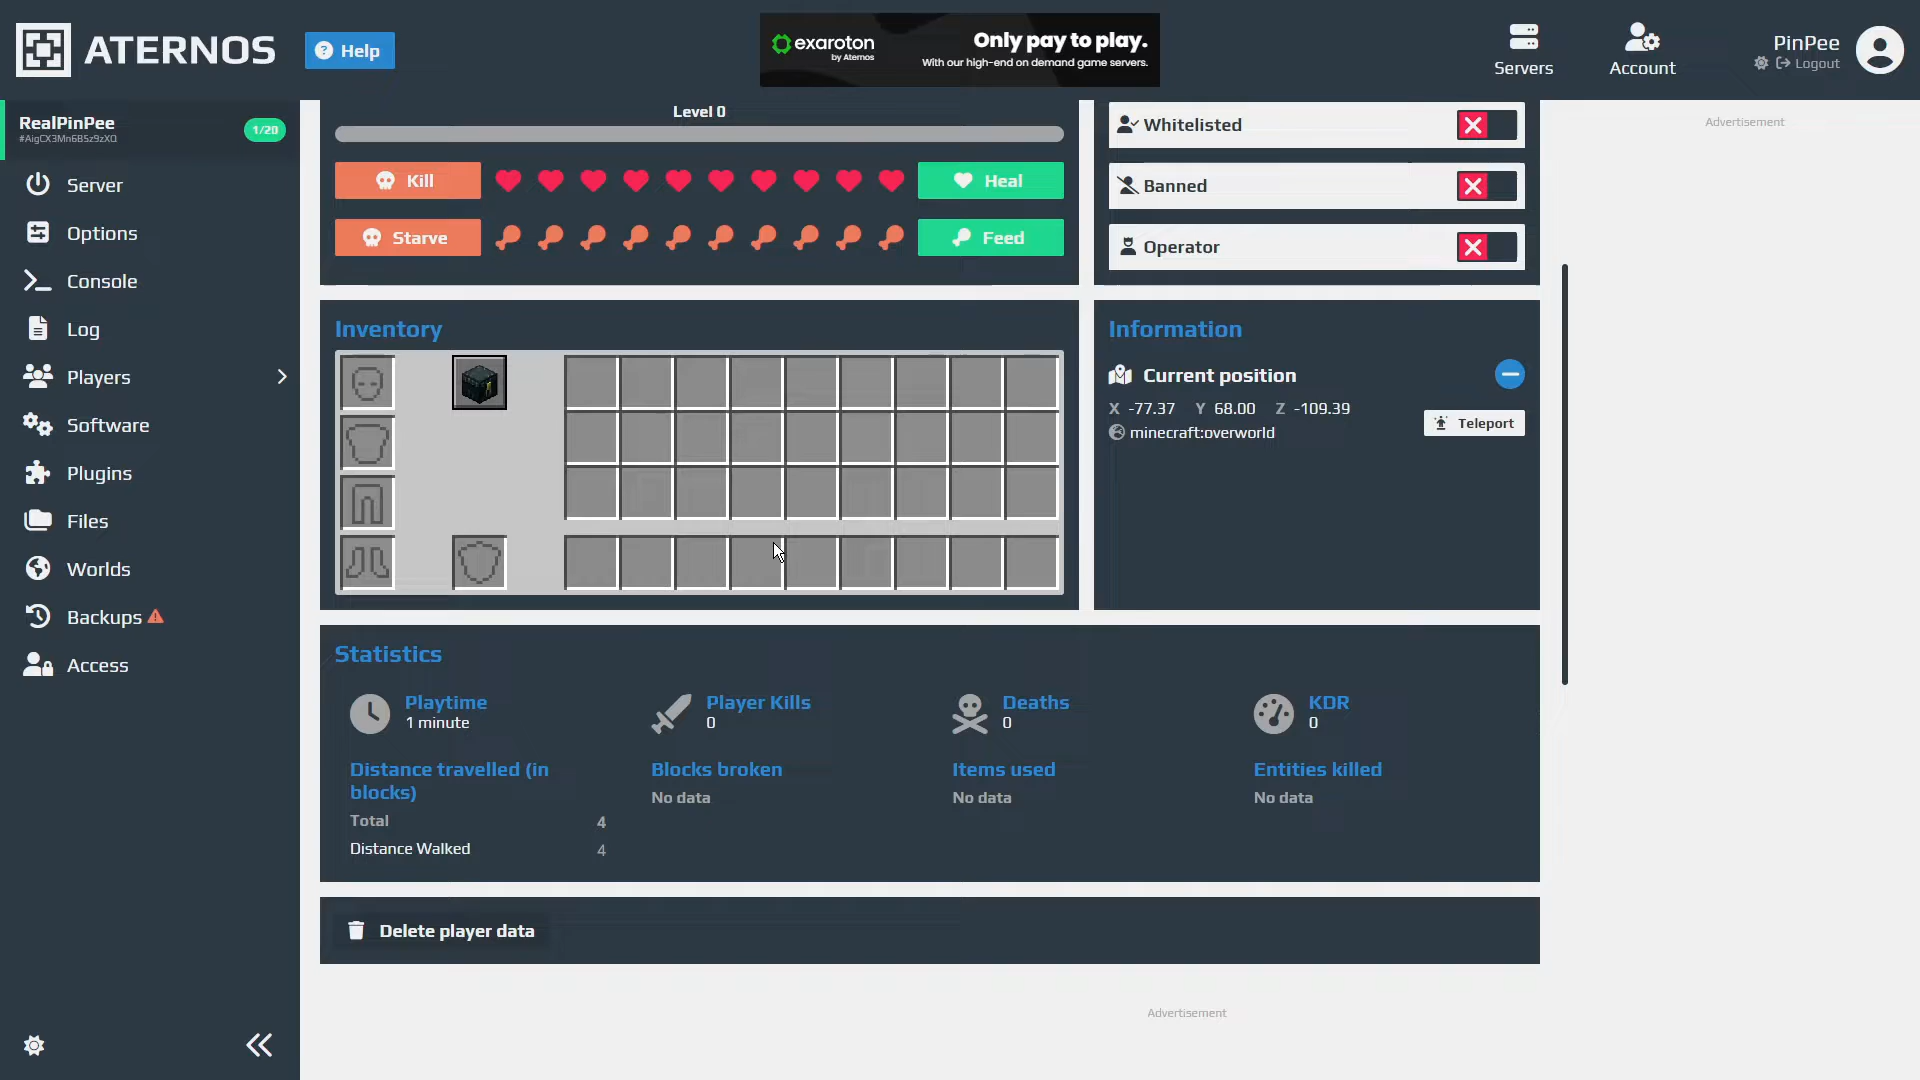 ATERNOS
Help
exaroton
by Aternos
Only pay to play.
With our high-end on demand game servers.
Servers
Account
PinPee
Logout
RealPinPee
#AigCX3Mn6B5z9zXQ
1/20
Server
Options
Console
Log
Players
Software
Plugins
Files
Worlds
Backups
Access
Level 0
Kill
Heal
Starve
Feed
Whitelisted
Banned
Operator
Inventory
Information
Current position
X -77.37 Y 68.00 Z -109.39
minecraft:overworld
Teleport
Statistics
Playtime
1 minute
Player Kills
0
Deaths
0
KDR
0
Distance travelled (in
blocks)
Total 4
Distance Walked 4
Blocks broken
No data
Items used
No data
Entities killed
No data
Delete player data
Advertisement
Advertisement